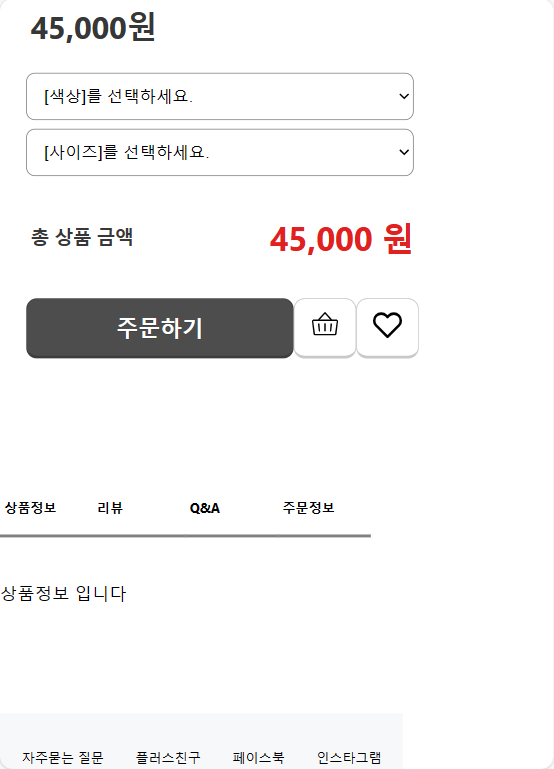 45,000원
[색상]를 선택하세요.
[사이즈]를 선택하세요.
총 상품 금액 45,000 원
주문하기
상품정보 리뷰 Q&A 주문정보
상품정보 입니다
자주묻는 질문 플러스친구 페이스북 인스타그램